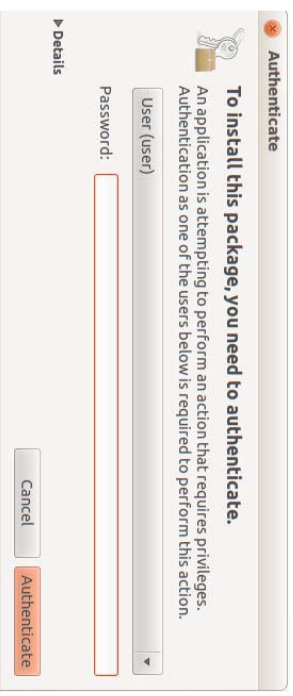 Authenticate
To install this package, you need to authenticate.
An application is attempting to perform an action that requires privileges.
Authentication as one of the users below is required to perform this action.
User (user)
Password:
Details
Cancel
Authenticate